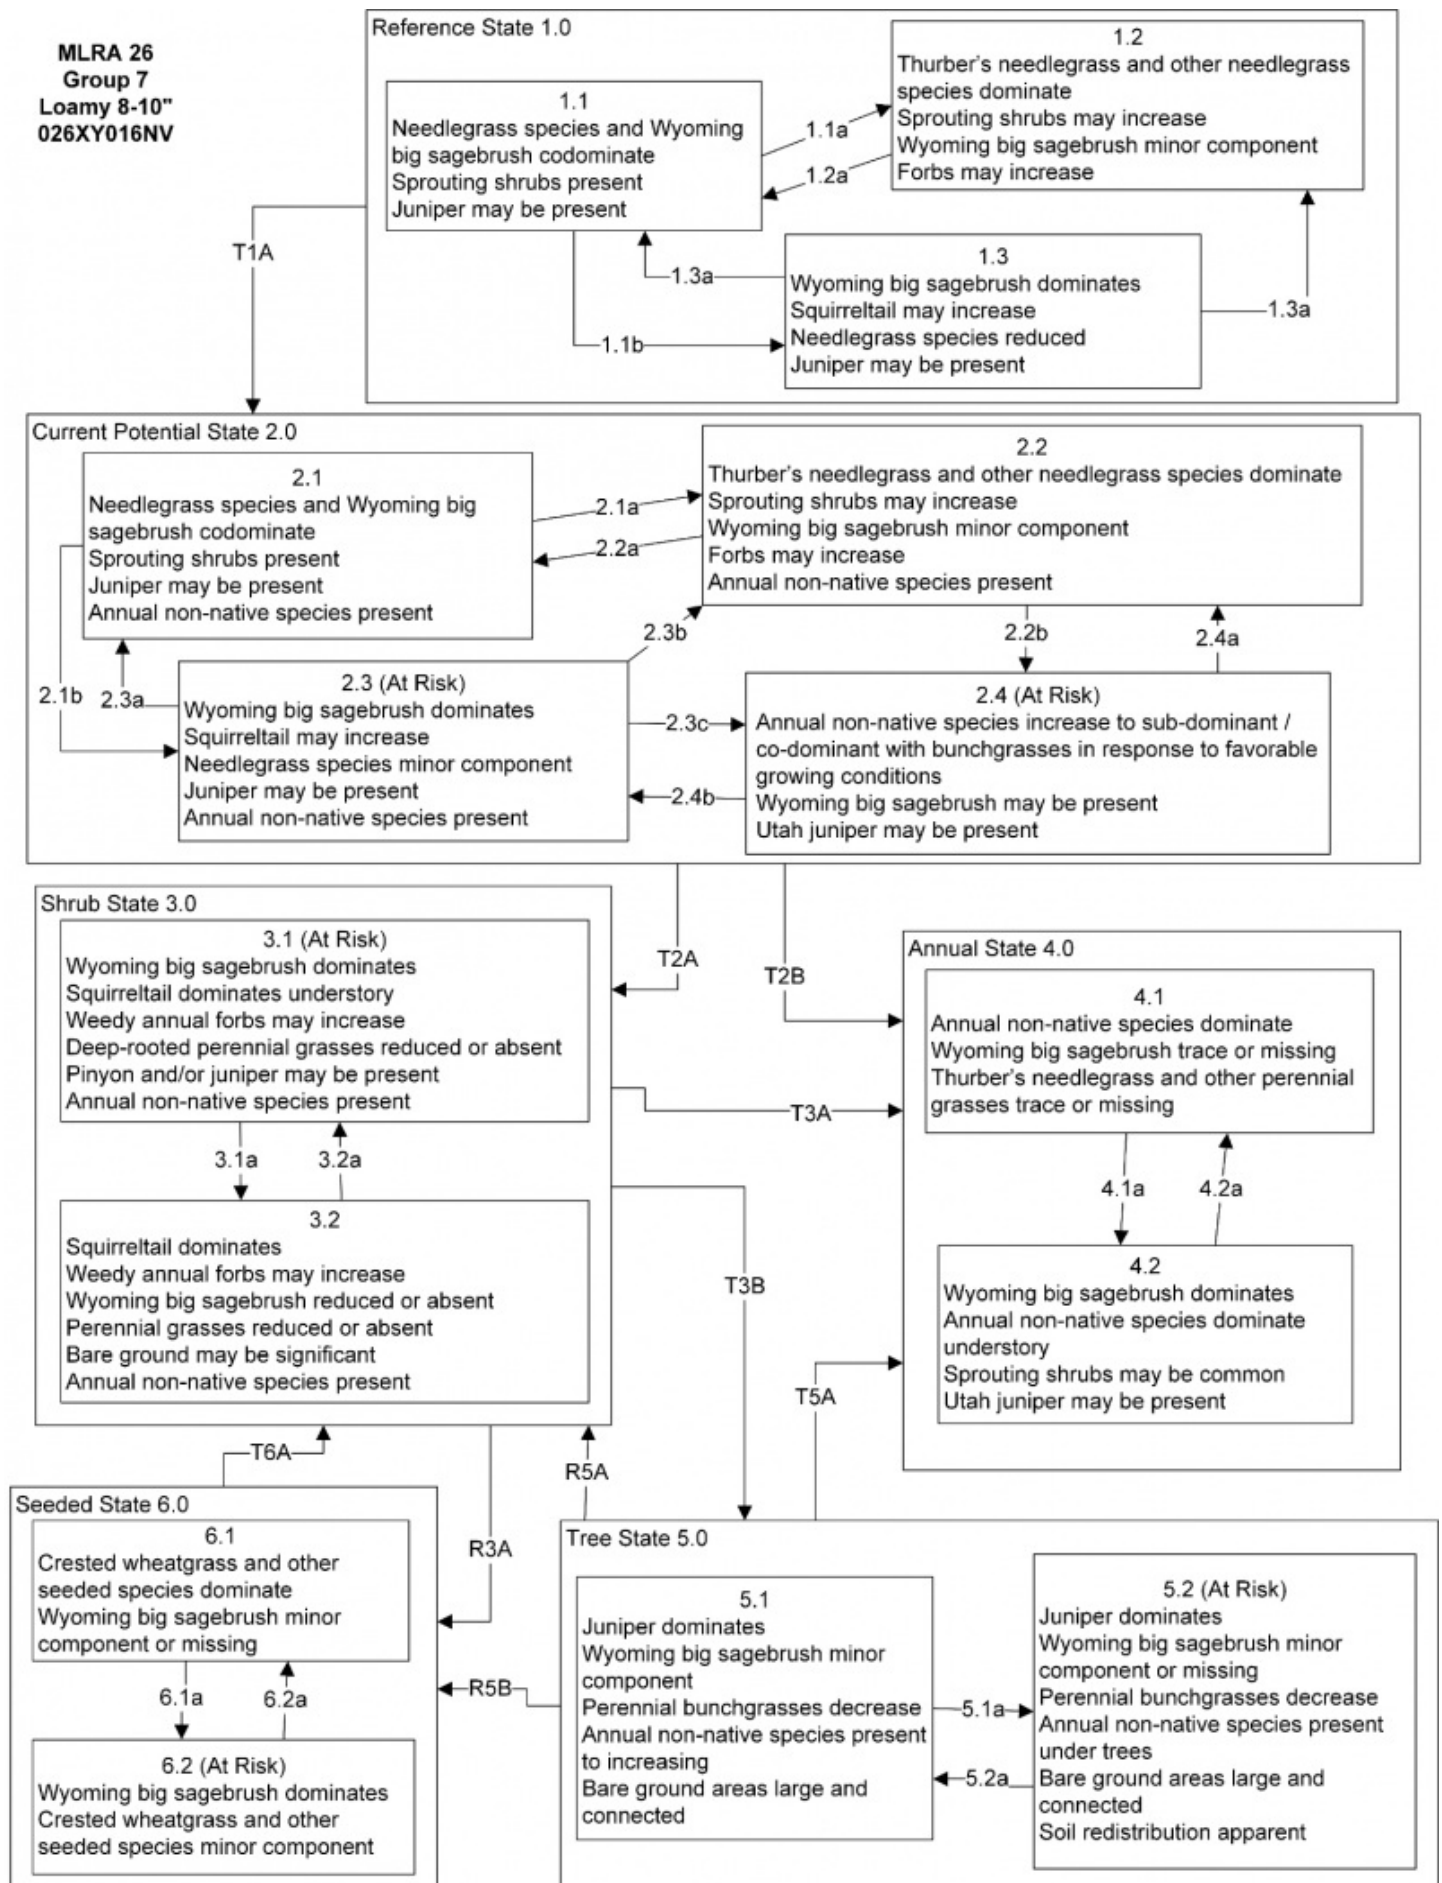 MLRA 26
Group 7
Loamy 8-10"
026XY016NV
Reference State 1.0
1.1
Needlegrass species and Wyoming
big sagebrush codominate
Sprouting shrubs present
Juniper may be present
1.1a
1.2a
1.2
Thurber's needlegrass and other needlegrass
species dominate
Sprouting shrubs may increase
Wyoming big sagebrush minor component
Forbs may increase
T1A
1.3a
1.1b
1.3
Wyoming big sagebrush dominates
Squirreltail may increase
Needlegrass species reduced
Juniper may be present
1.3a
Current Potential State 2.0
2.1
Needlegrass species and Wyoming big
sagebrush codominate
Sprouting shrubs present
Juniper may be present
Annual non-native species present
2.1a
2.2a
2.2
Thurber's needlegrass and other needlegrass species dominate
Sprouting shrubs may increase
Wyoming big sagebrush minor component
Forbs may increase
Annual non-native species present
2.3b
2.2b
2.4a
2.1b
2.3a
2.3 (At Risk)
Wyoming big sagebrush dominates
Squirreltail may increase
Needlegrass species minor component
Juniper may be present
Annual non-native species present
2.3c
2.4b
2.4 (At Risk)
Annual non-native species increase to sub-dominant /
co-dominant with bunchgrasses in response to favorable
growing conditions
Wyoming big sagebrush may be present
Utah juniper may be present
T2A
T2B
Shrub State 3.0
3.1 (At Risk)
Wyoming big sagebrush dominates
Squirreltail dominates understory
Weedy annual forbs may increase
Deep-rooted perennial grasses reduced or absent
Pinyon and/or juniper may be present
Annual non-native species present
3.1a
3.2a
3.2
Squirreltail dominates
Weedy annual forbs may increase
Wyoming big sagebrush reduced or absent
Perennial grasses reduced or absent
Bare ground may be significant
Annual non-native species present
T3A
T3B
Annual State 4.0
4.1
Annual non-native species dominate
Wyoming big sagebrush trace or missing
Thurber's needlegrass and other perennial
grasses trace or missing
4.1a
4.2a
4.2
Wyoming big sagebrush dominates
Annual non-native species dominate
understory
Sprouting shrubs may be common
Utah juniper may be present
T5A
T6A
R5A
R3A
R5B
Seeded State 6.0
6.1
Crested wheatgrass and other
seeded species dominate
Wyoming big sagebrush minor
component or missing
6.1a
6.2a
6.2 (At Risk)
Wyoming big sagebrush dominates
Crested wheatgrass and other
seeded species minor component
Tree State 5.0
5.1
Juniper dominates
Wyoming big sagebrush minor
component
Perennial bunchgrasses decrease
Annual non-native species present
to increasing
Bare ground areas large and
connected
5.1a
5.2a
5.2 (At Risk)
Juniper dominates
Wyoming big sagebrush minor
component or missing
Perennial bunchgrasses decrease
Annual non-native species present
under trees
Bare ground areas large and
connected
Soil redistribution apparent